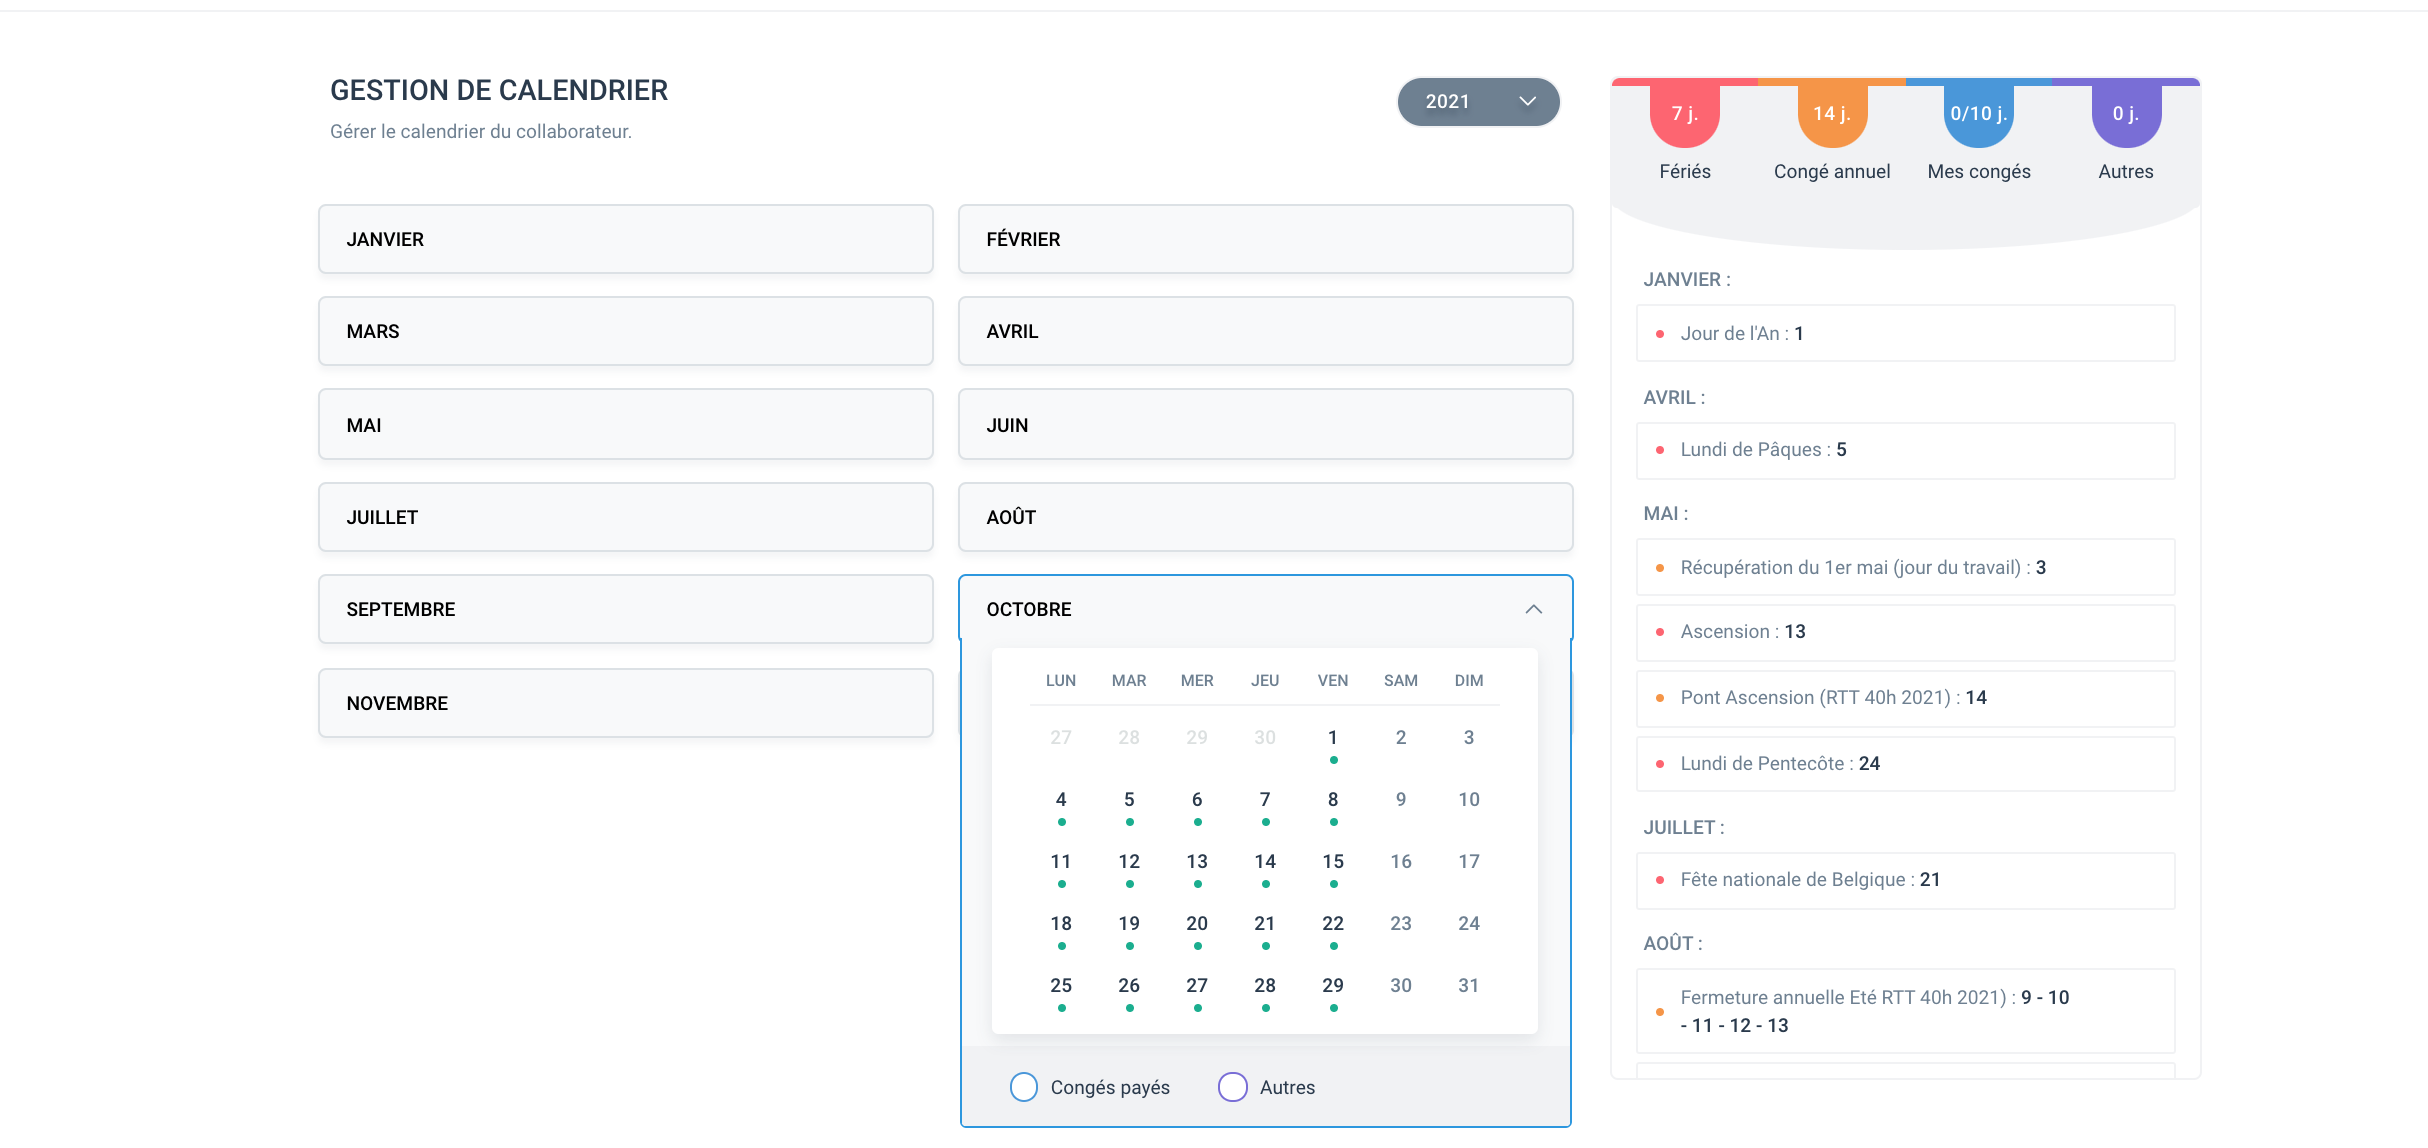 GESTION DE CALENDRIER
Gérer le calendrier du collaborateur.
2021
JANVIER
FÉVRIER
MARS
AVRIL
MAI
JUIN
JUILLET
AOÛT
SEPTEMBRE
OCTOBRE
NOVEMBRE
LUN MAR MER JEU VEN SAM DIM
27 28 29 30 1 2 3
4 5 6 7 8 9 10
11 12 13 14 15 16 17
18 19 20 21 22 23 24
25 26 27 28 29 30 31
Congés payés Autres
7 j. 14 j. 0/10 j. 0 j.
Fériés Congé annuel Mes congés Autres
JANVIER :
Jour de l'An : 1
AVRIL :
Lundi de Pâques : 5
MAI :
Récupération du 1er mai (jour du travail) : 3
Ascension : 13
Pont Ascension (RTT 40h 2021) : 14
Lundi de Pentecôte : 24
JUILLET :
Fête nationale de Belgique : 21
AOÛT :
Fermeture annuelle Eté RTT 40h 2021) : 9 - 10
- 11 - 12 - 13